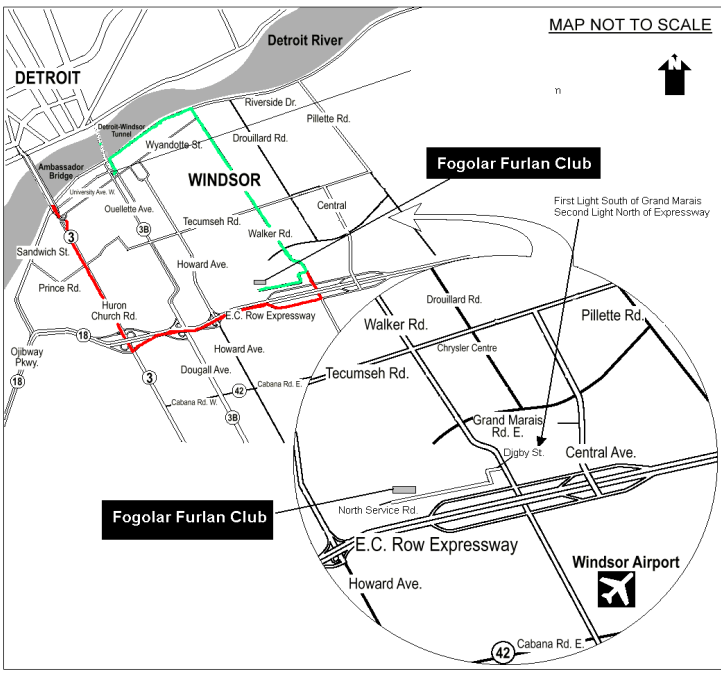 MAP NOT TO SCALE
Detroit River
N
DETROIT
n
Riverside Dr.
Detroit-Windsor
Tunnel
Pillette Rd.
Wyandotte St.
Drouillard Rd.
Ambassador
Bridge
Fogolar Furlan Club
WINDSOR
University Ave. W.
Central
First Light South of Grand Marais
Second Light North of Expressway
Ouellette Ave.
Tecumseh Rd.
3
3B
Walker Rd.
Sandwich St.
Howard Ave.
Prince Rd.
Huron
Church Rd.
E.C. Row Expressway
18
Ojibway
Pkwy.
18
Howard Ave.
3
Dougall Ave.
42
Cabana Rd. E.
Cabana Rd. W.
3B
Drouillard Rd.
Walker Rd.
Pillette Rd.
Chrysler Centre
Tecumseh Rd.
Grand Marais
Rd. E.
Digby St.
Central Ave.
North Service Rd.
Fogolar Furlan Club
E.C. Row Expressway
Windsor Airport
Howard Ave.
42
Cabana Rd. E.